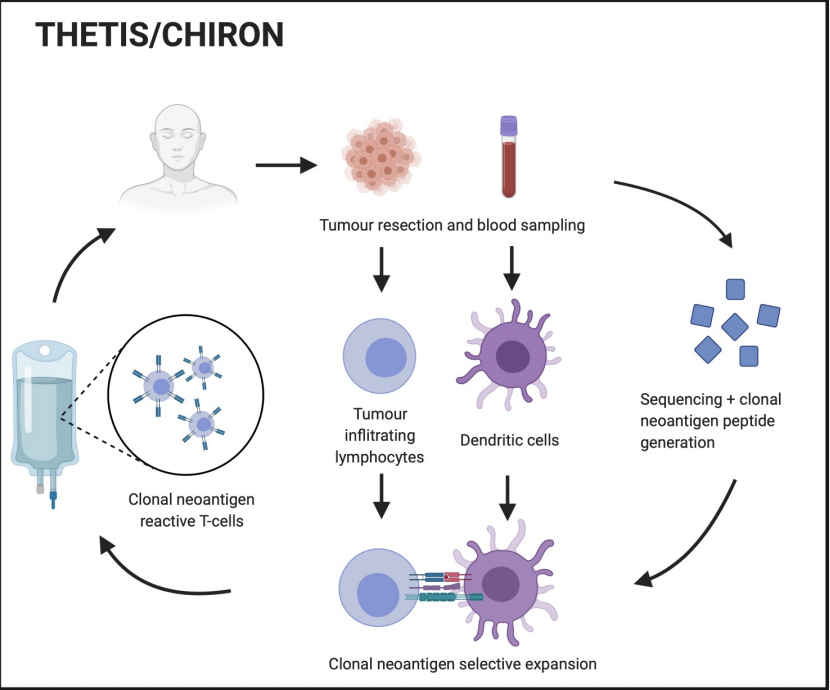 THETIS/CHIRON
Tumour resection and blood sampling
Tumour
inflitrating
lymphocytes
Dendritic cells
Sequencing + clonal
neoantigen peptide
generation
Clonal neoantigen
reactive T-cells
Clonal neoantigen selective expansion